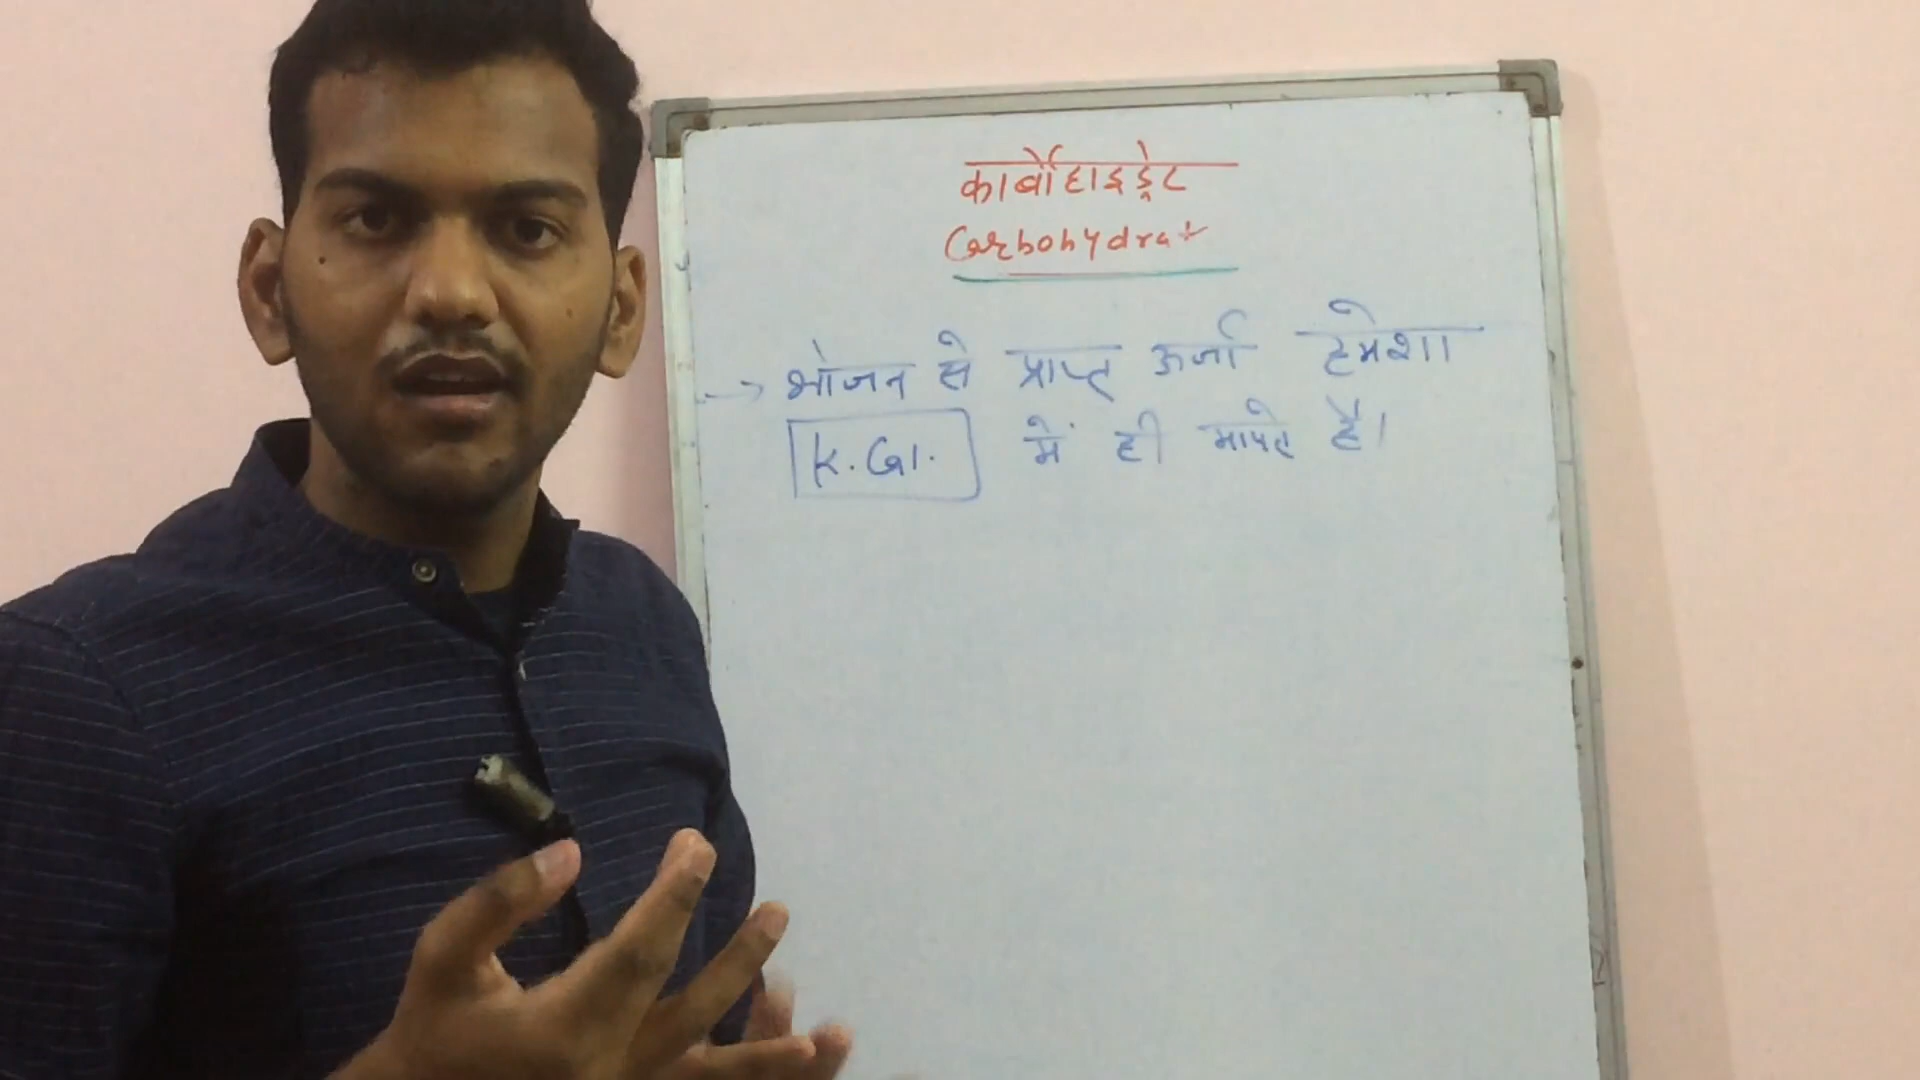 कार्बोहाइड्रेट
Carbohydrat
→ भोजन से प्राप्त ऊर्जा हमेशा
K.Cal. में ही मापते है।